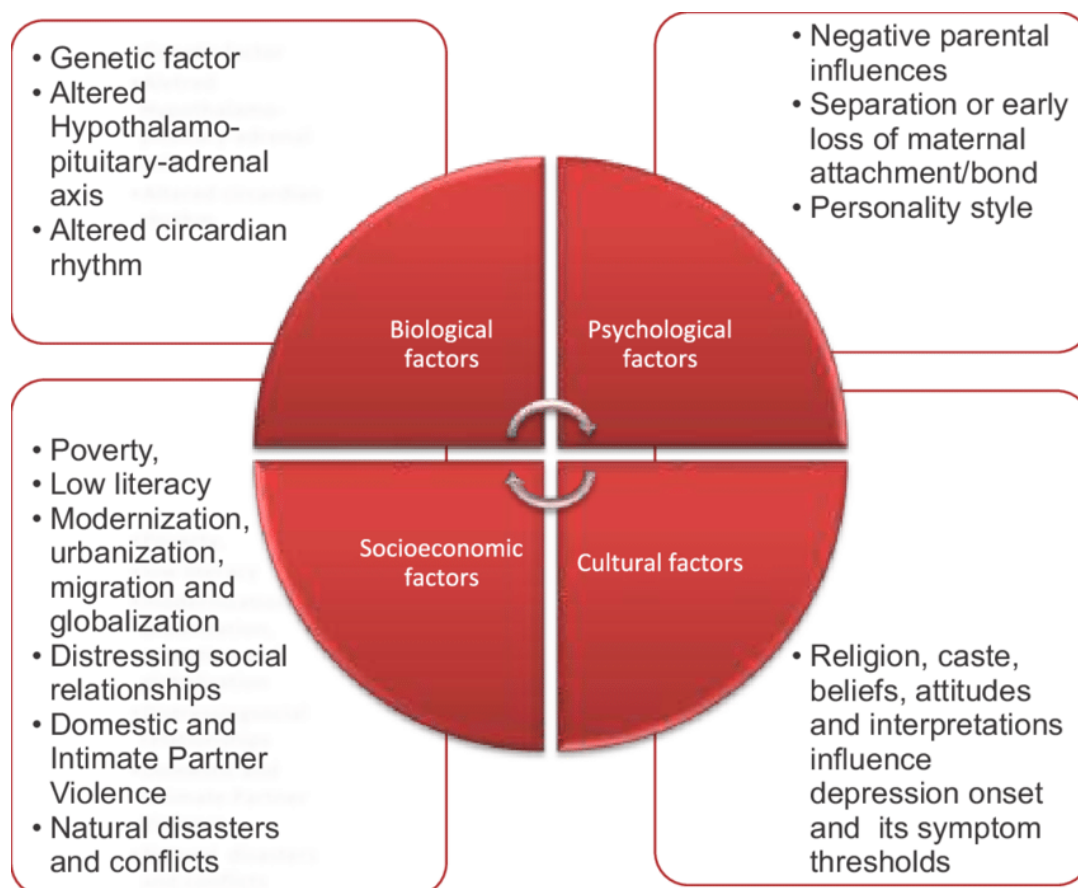 • Genetic factor
• Altered
Hypothalamo-
pituitary-adrenal
axis
• Altered circardian
rhythm
• Negative parental
influences
• Separation or early
loss of maternal
attachment/bond
• Personality style
Biological
factors
Psychological
factors
Socioeconomic
factors
Cultural factors
• Poverty,
• Low literacy
• Modernization,
urbanization,
migration and
globalization
• Distressing social
relationships
• Domestic and
Intimate Partner
Violence
• Natural disasters
and conflicts
• Religion, caste,
beliefs, attitudes
and interpretations
influence
depression onset
and its symptom
thresholds